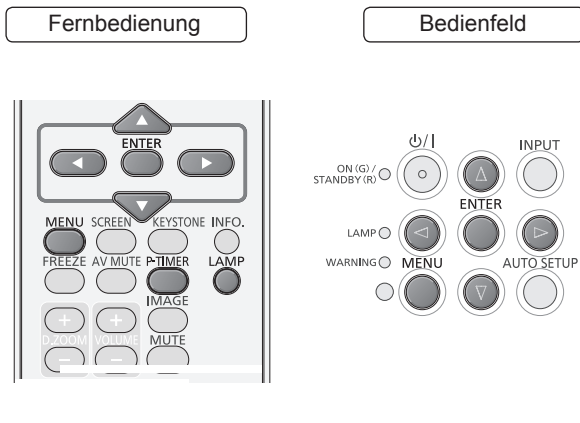 Fernbedienung
Bedienfeld
ENTER
MENU SCREEN KEYSTONE INFO.
FREEZE AV MUTE P-TIMER LAMP
IMAGE
D.ZOOM VOLUME MUTE
⏻/I
INPUT
ON (G) /
STANDBY (R)
ENTER
LAMP
WARNING
MENU
AUTO SETUP